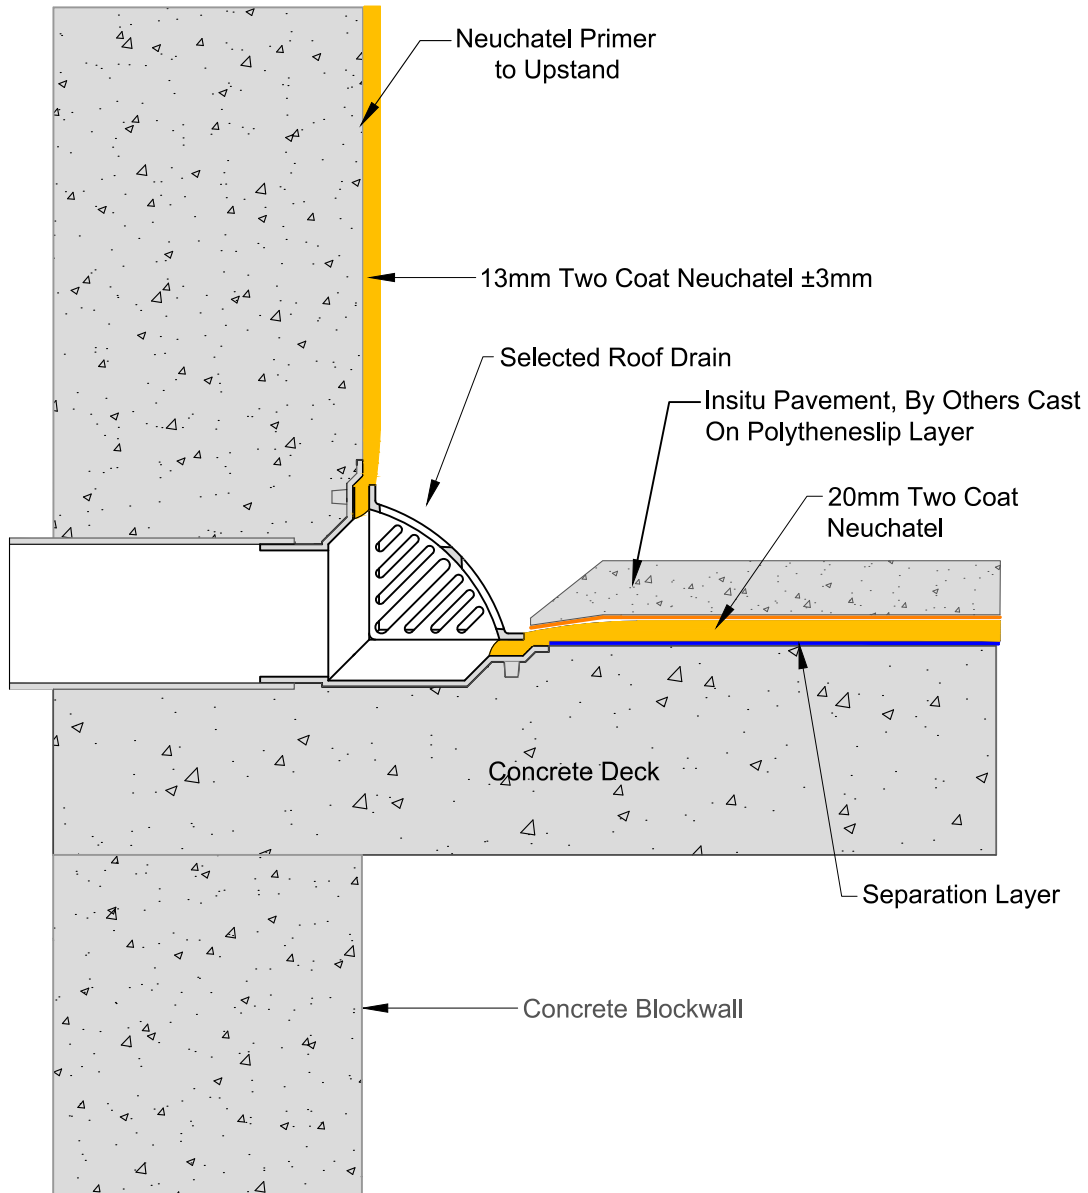 Neuchatel Primer
to Upstand
13mm Two Coat Neuchatel ±3mm
Selected Roof Drain
Insitu Pavement, By Others Cast
On Polytheneslip Layer
20mm Two Coat
Neuchatel
Concrete Deck
Separation Layer
Concrete Blockwall